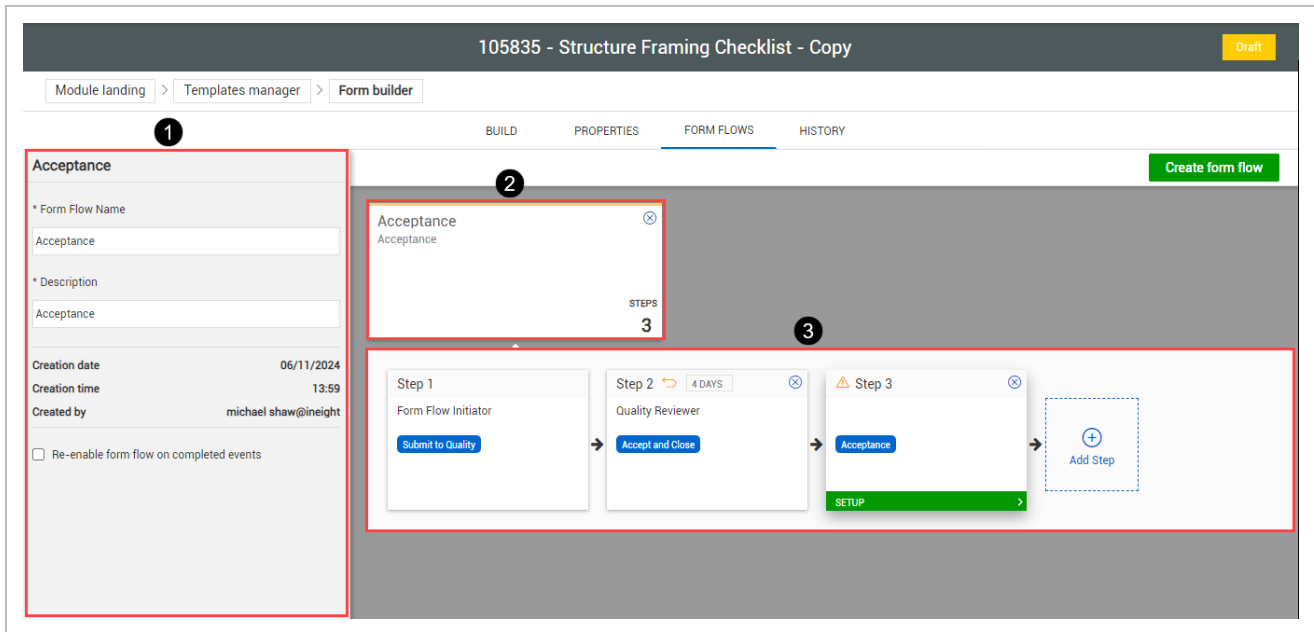 105835 - Structure Framing Checklist - Copy
Draft
Module landing > Templates manager > Form builder
1
BUILD PROPERTIES FORM FLOWS HISTORY
Acceptance
Create form flow
2
* Form Flow Name
Acceptance
* Description
Acceptance
Creation date 06/11/2024
Creation time 13:59
Created by michael shaw@ineight
Re-enable form flow on completed events
Acceptance
Acceptance
STEPS
3
3
Step 1
Form Flow Initiator
Submit to Quality
Step 2 4 DAYS
Quality Reviewer
Accept and Close
Step 3
Acceptance
SETUP >
Add Step